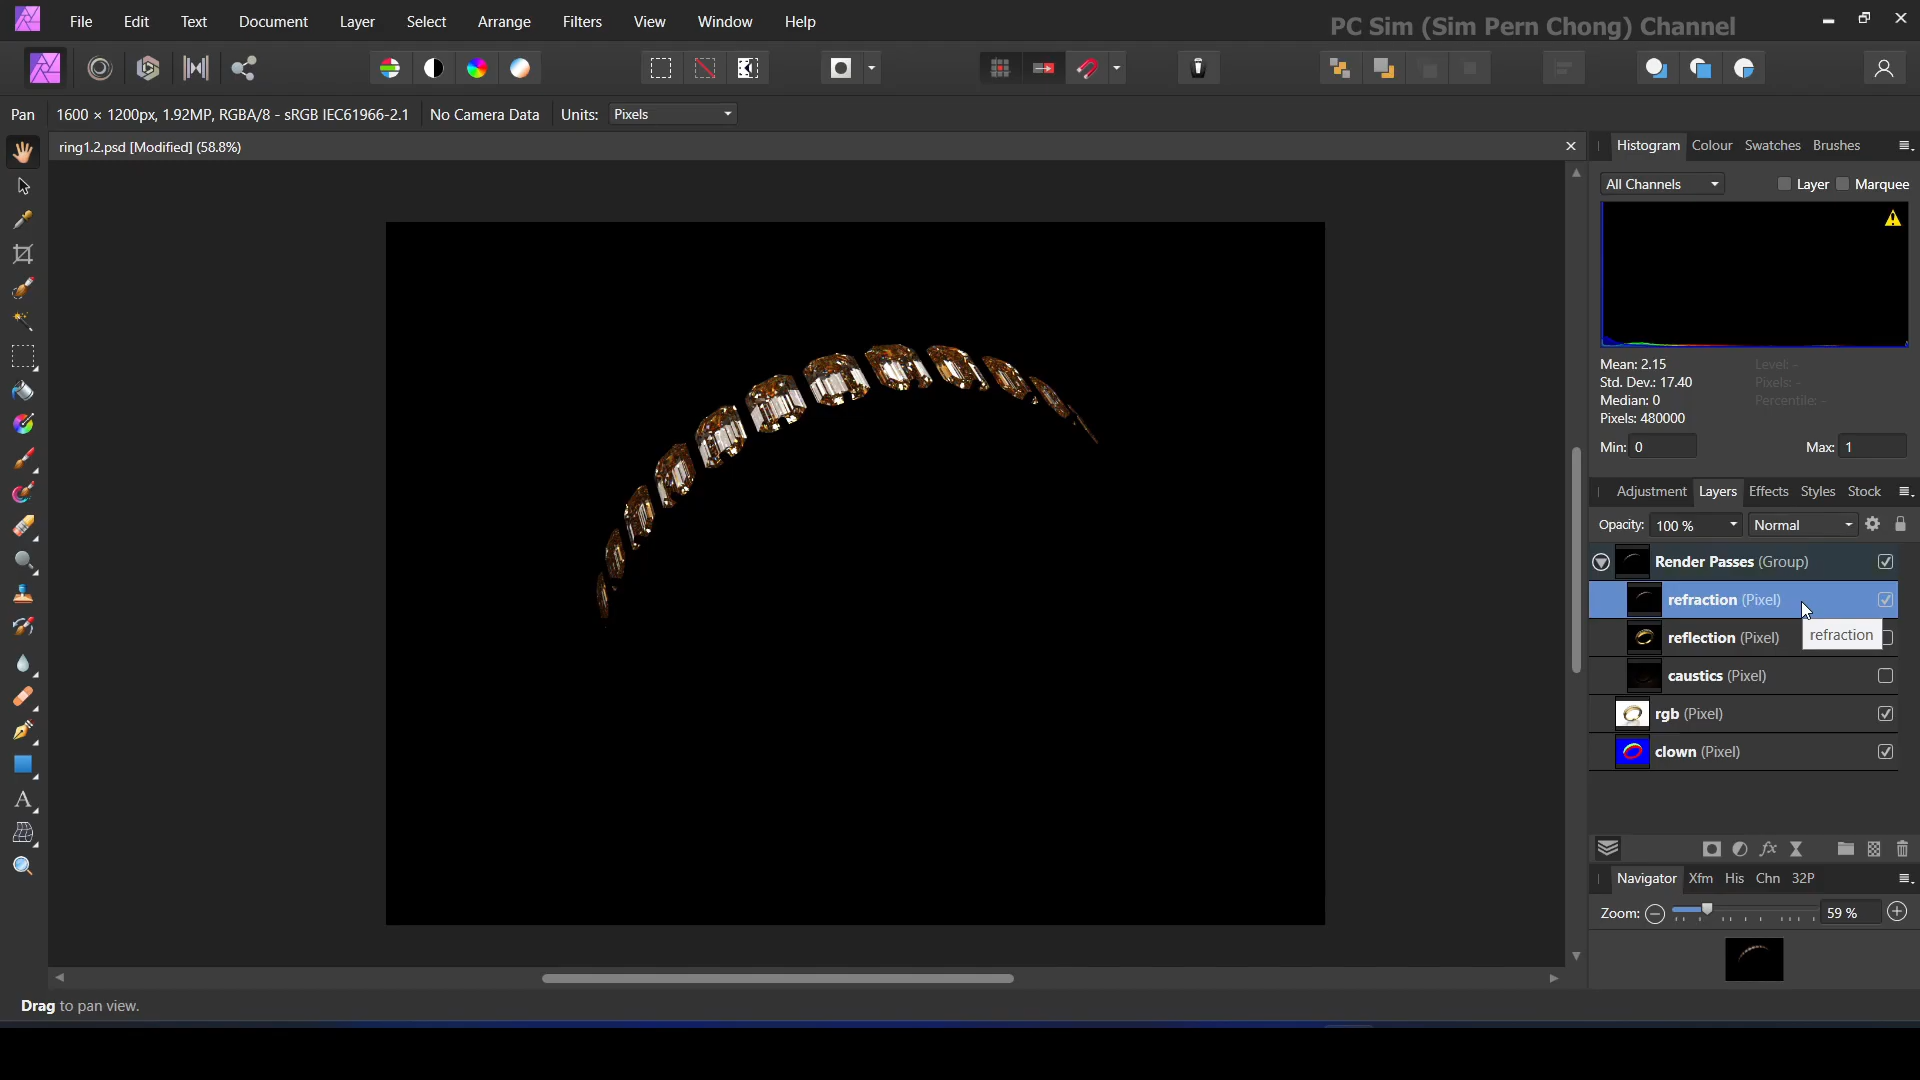 File Edit Text Document Layer Select Arrange Filters View Window Help
PC Sim (Sim Pern Chong) Channel
Pan 1600 × 1200px, 1.92MP, RGBA/8 - sRGB IEC61966-2.1 No Camera Data Units: Pixels
ring1.2.psd [Modified] (58.8%)
Histogram Colour Swatches Brushes
All Channels Layer Marquee
Mean: 2.15 Level: -
Std. Dev.: 17.40 Pixels: -
Median: 0 Percentile: -
Pixels: 480000
Min: 0 Max: 1
Adjustment Layers Effects Styles Stock
Opacity: 100 % Normal
Render Passes (Group)
refraction (Pixel)
reflection (Pixel)
refraction
caustics (Pixel)
rgb (Pixel)
clown (Pixel)
fx
Navigator Xfm His Chn 32P
Zoom: 59 %
Drag to pan view.